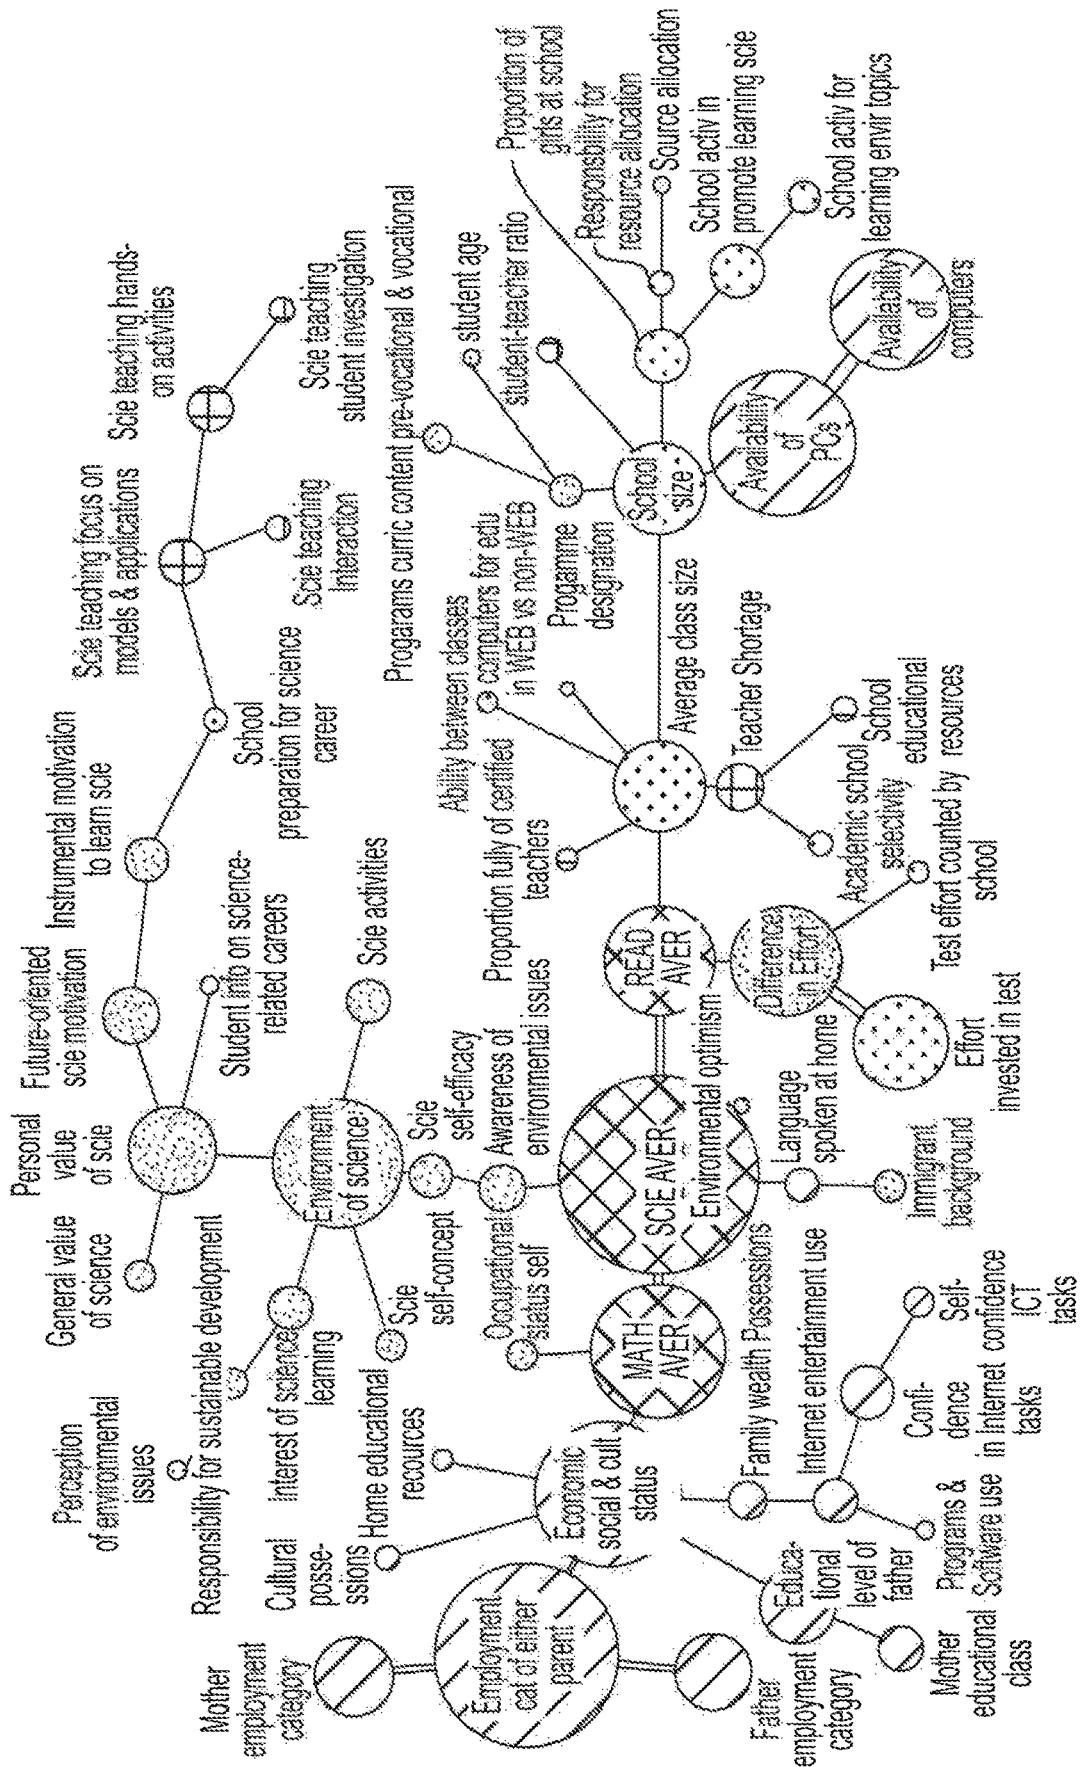 Mother
employment
category
Employment
cat of either
parent
Father
employment
category
Mother
educational
class
Educa-
tional
level of
father
Cultural
posse-
ssions
Home educational
recources
Economic
social & cult
status
Family wealth Possessions
Internet entertainment use
Programs &
Software use
Confi-
dence
in Internet
tasks
Self-
confidence
ICT
tasks
Perception
of environmental
issues
Responsibility for sustainable development
Interest of science
learning
Scie
self-concept
General value
of science
Personal
value
of scie
Future-oriented
scie motivation
Instrumental motivation
to learn scie
Student info on science-
related careers
Environment
of science
Scie activities
Scie
self-efficacy
Awareness of
environmental issues
Occupational
status self
MATH
AVER
SCIE AVER
Environmental optimism
READ
AVER
Language
spoken at home
Immigrant
background
Difference
in Effort
Effort
invested in test
Test effort counted by
school
School
preparation for science
career
Scie teaching focus on
models & applications
Scie teaching
Interaction
Scie teaching hands-
on activities
Scie teaching
student investigation
Proportion fully of certified
teachers
Ability between classes
computers for edu
in WEB vs non-WEB
Average class size
Teacher Shortage
Academic school
selectivity
School
educational
resources
Progamme
designation
Progarams curric content pre-vocational & vocational
student age
student-teacher ratio
School
size
Availability
of
PCs
Availability
of
computers
Proportion of
girls at school
Responsbility for
resource allocation
Source allocation
School activ in
promote learning scie
School activ for
learning envir topics